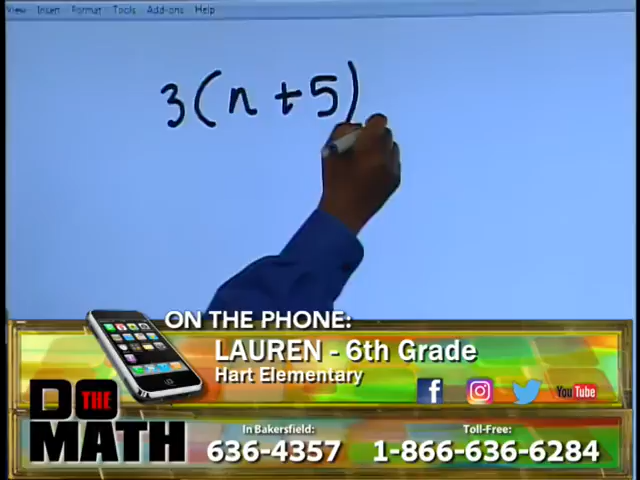 View Insert Format Tools Add-ons Help
3(n+5)
ON THE PHONE:
LAUREN - 6th Grade
Hart Elementary
DO THE MATH
In Bakersfield:
636-4357
Toll-Free:
1-866-636-6284
YouTube